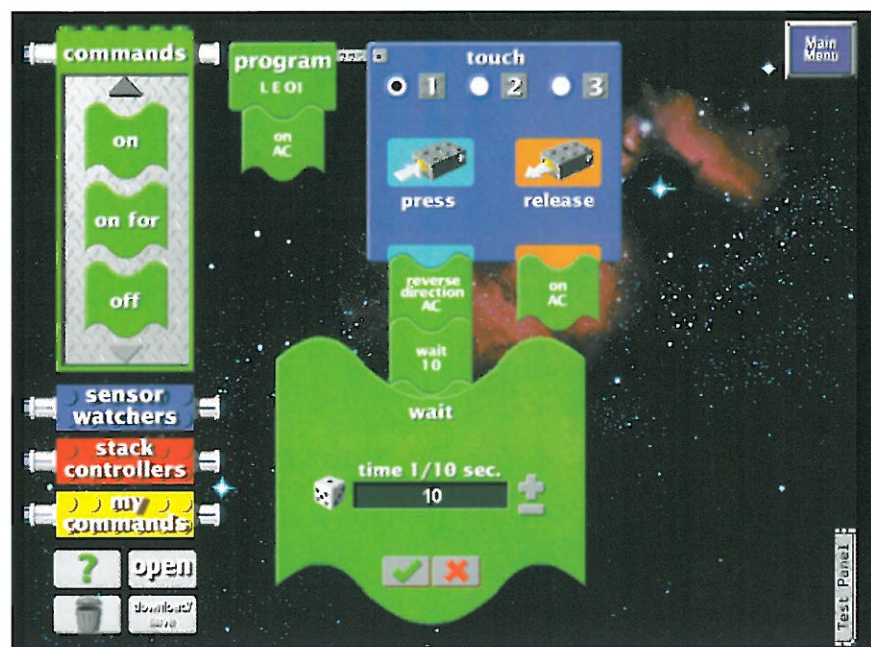 commands
on
on for
off
sensor
watchers
stack
controllers
my
commands
?
open
download/
save
program
LEO1
on
AC
touch
1
2
3
press
release
reverse
direction
AC
wait
10
on
AC
wait
time 1/10 sec.
10
Main
Menu
Test Panel